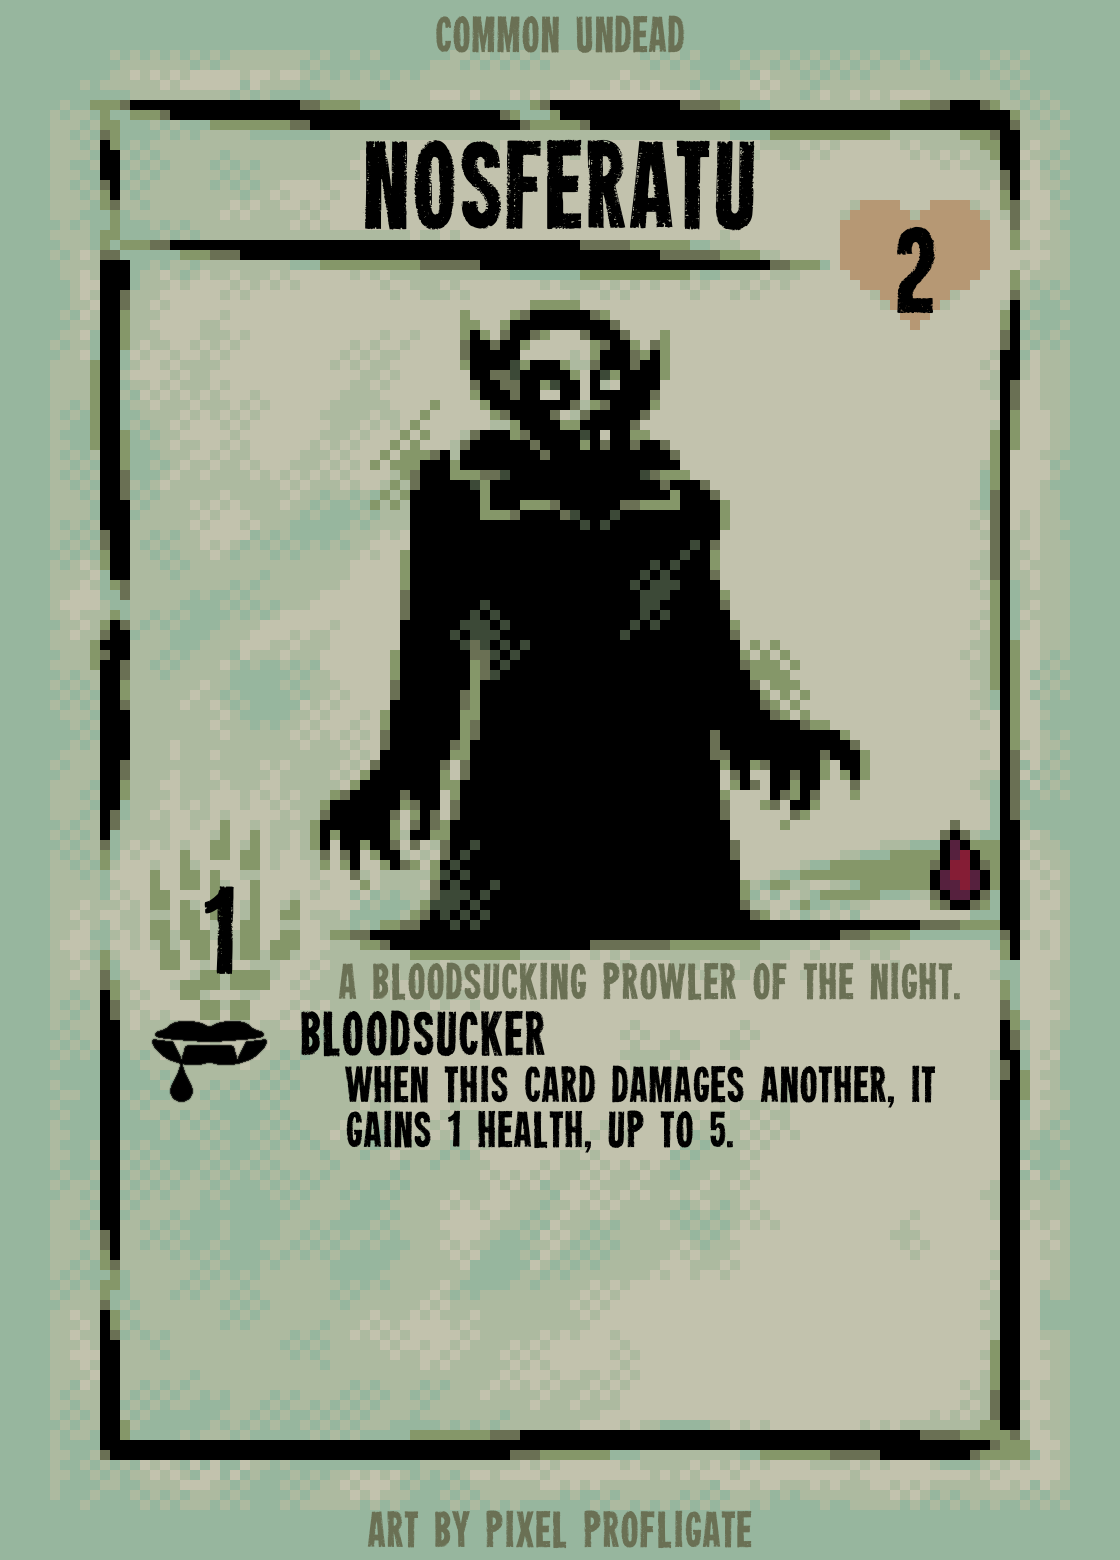 COMMON UNDEAD
NOSFERATU
2
1
A BLOODSUCKING PROWLER OF THE NIGHT.
BLOODSUCKER
WHEN THIS CARD DAMAGES ANOTHER, IT
GAINS 1 HEALTH, UP TO 5.
ART BY PIXEL PROFLIGATE